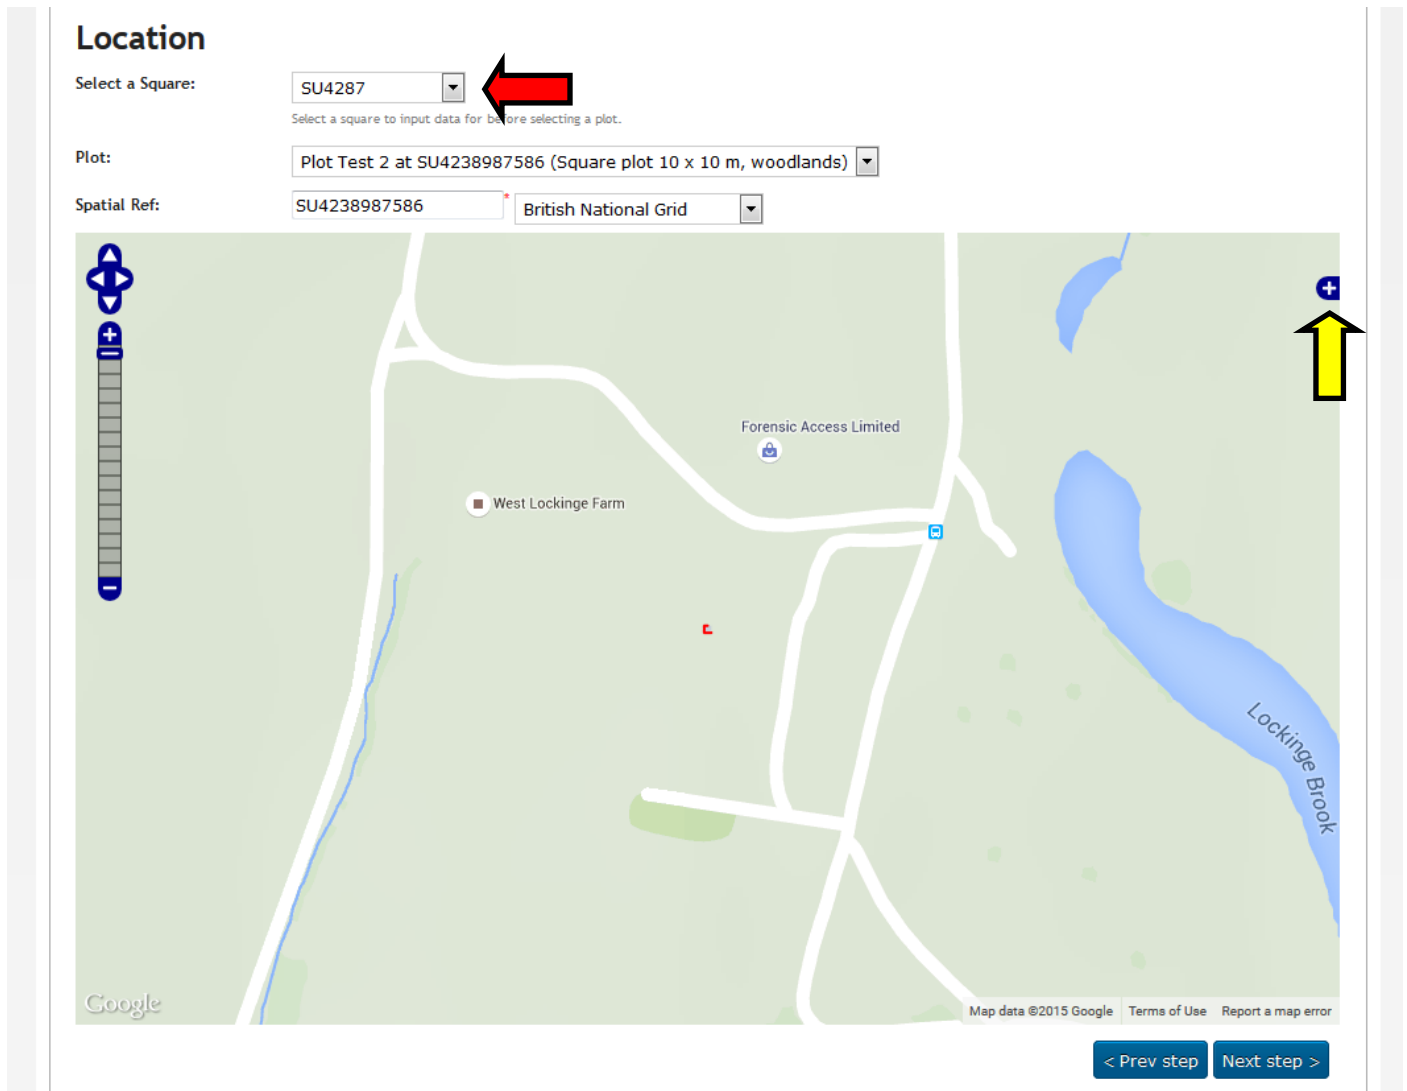 Location
Select a Square:
SU4287
Select a square to input data for before selecting a plot.
Plot:
Plot Test 2 at SU4238987586 (Square plot 10 x 10 m, woodlands)
Spatial Ref:
SU4238987586
*
British National Grid
Forensic Access Limited
West Lockinge Farm
Lockinge Brook
Google
Map data ©2015 Google
Terms of Use
Report a map error
< Prev step
Next step >